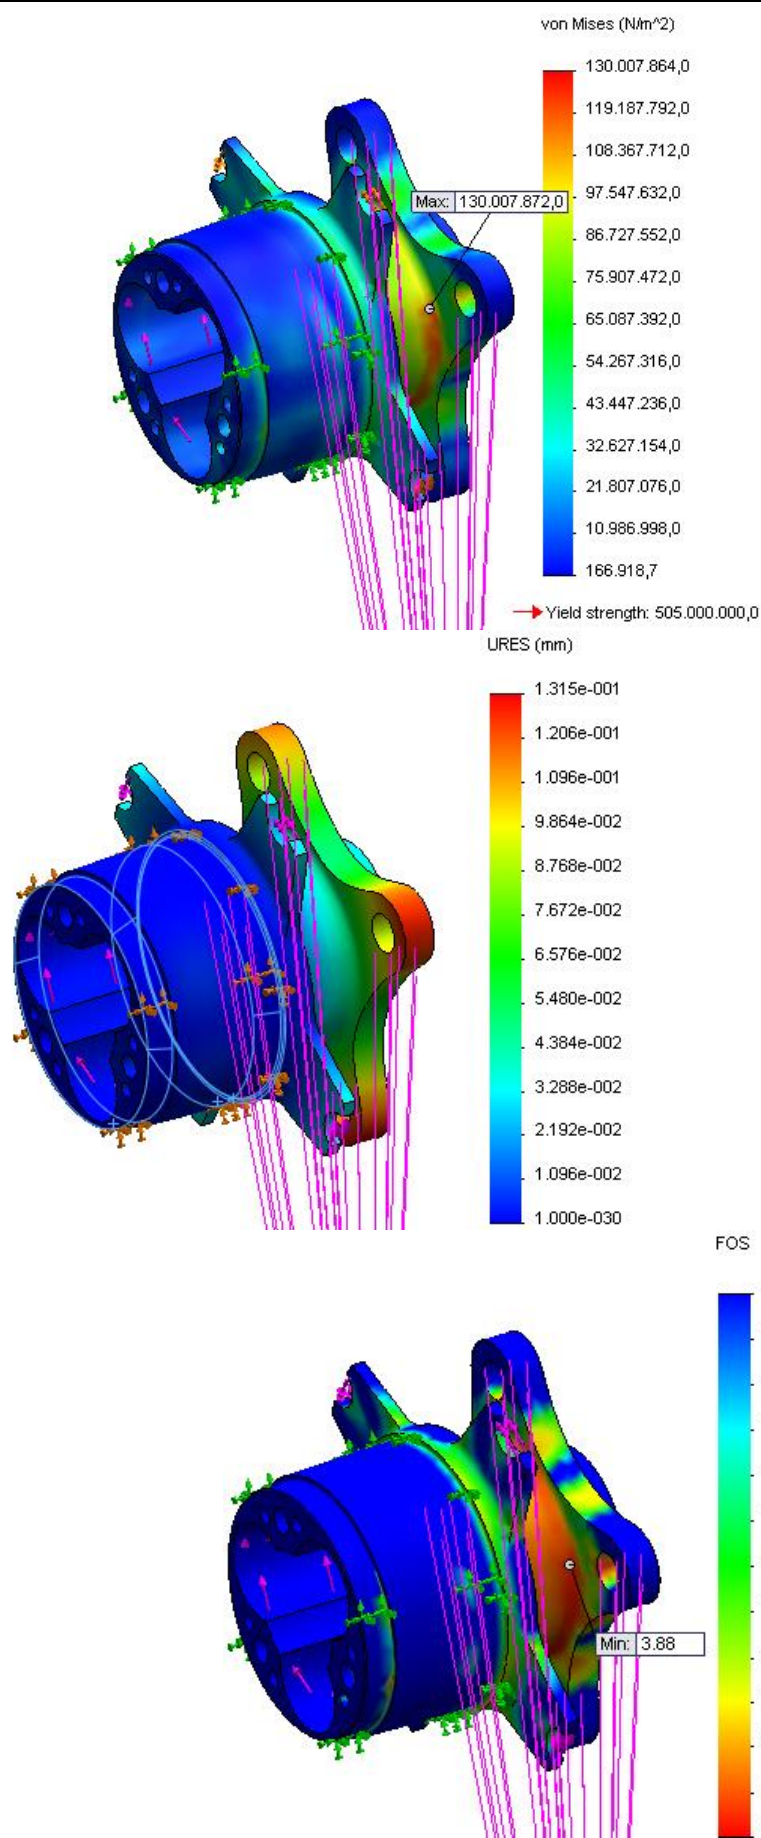 von Mises (N/m^2)
130.007.864,0
119.187.792,0
108.367.712,0
97.547.632,0
86.727.552,0
75.907.472,0
65.087.392,0
54.267.316,0
43.447.236,0
32.627.154,0
21.807.076,0
10.986.998,0
166.918,7
Max: 130.007.872,0
Yield strength: 505.000.000,0
URES (mm)
1.315e-001
1.206e-001
1.096e-001
9.864e-002
8.768e-002
7.672e-002
6.576e-002
5.480e-002
4.384e-002
3.288e-002
2.192e-002
1.096e-002
1.000e-030
FOS
Min: 3.88